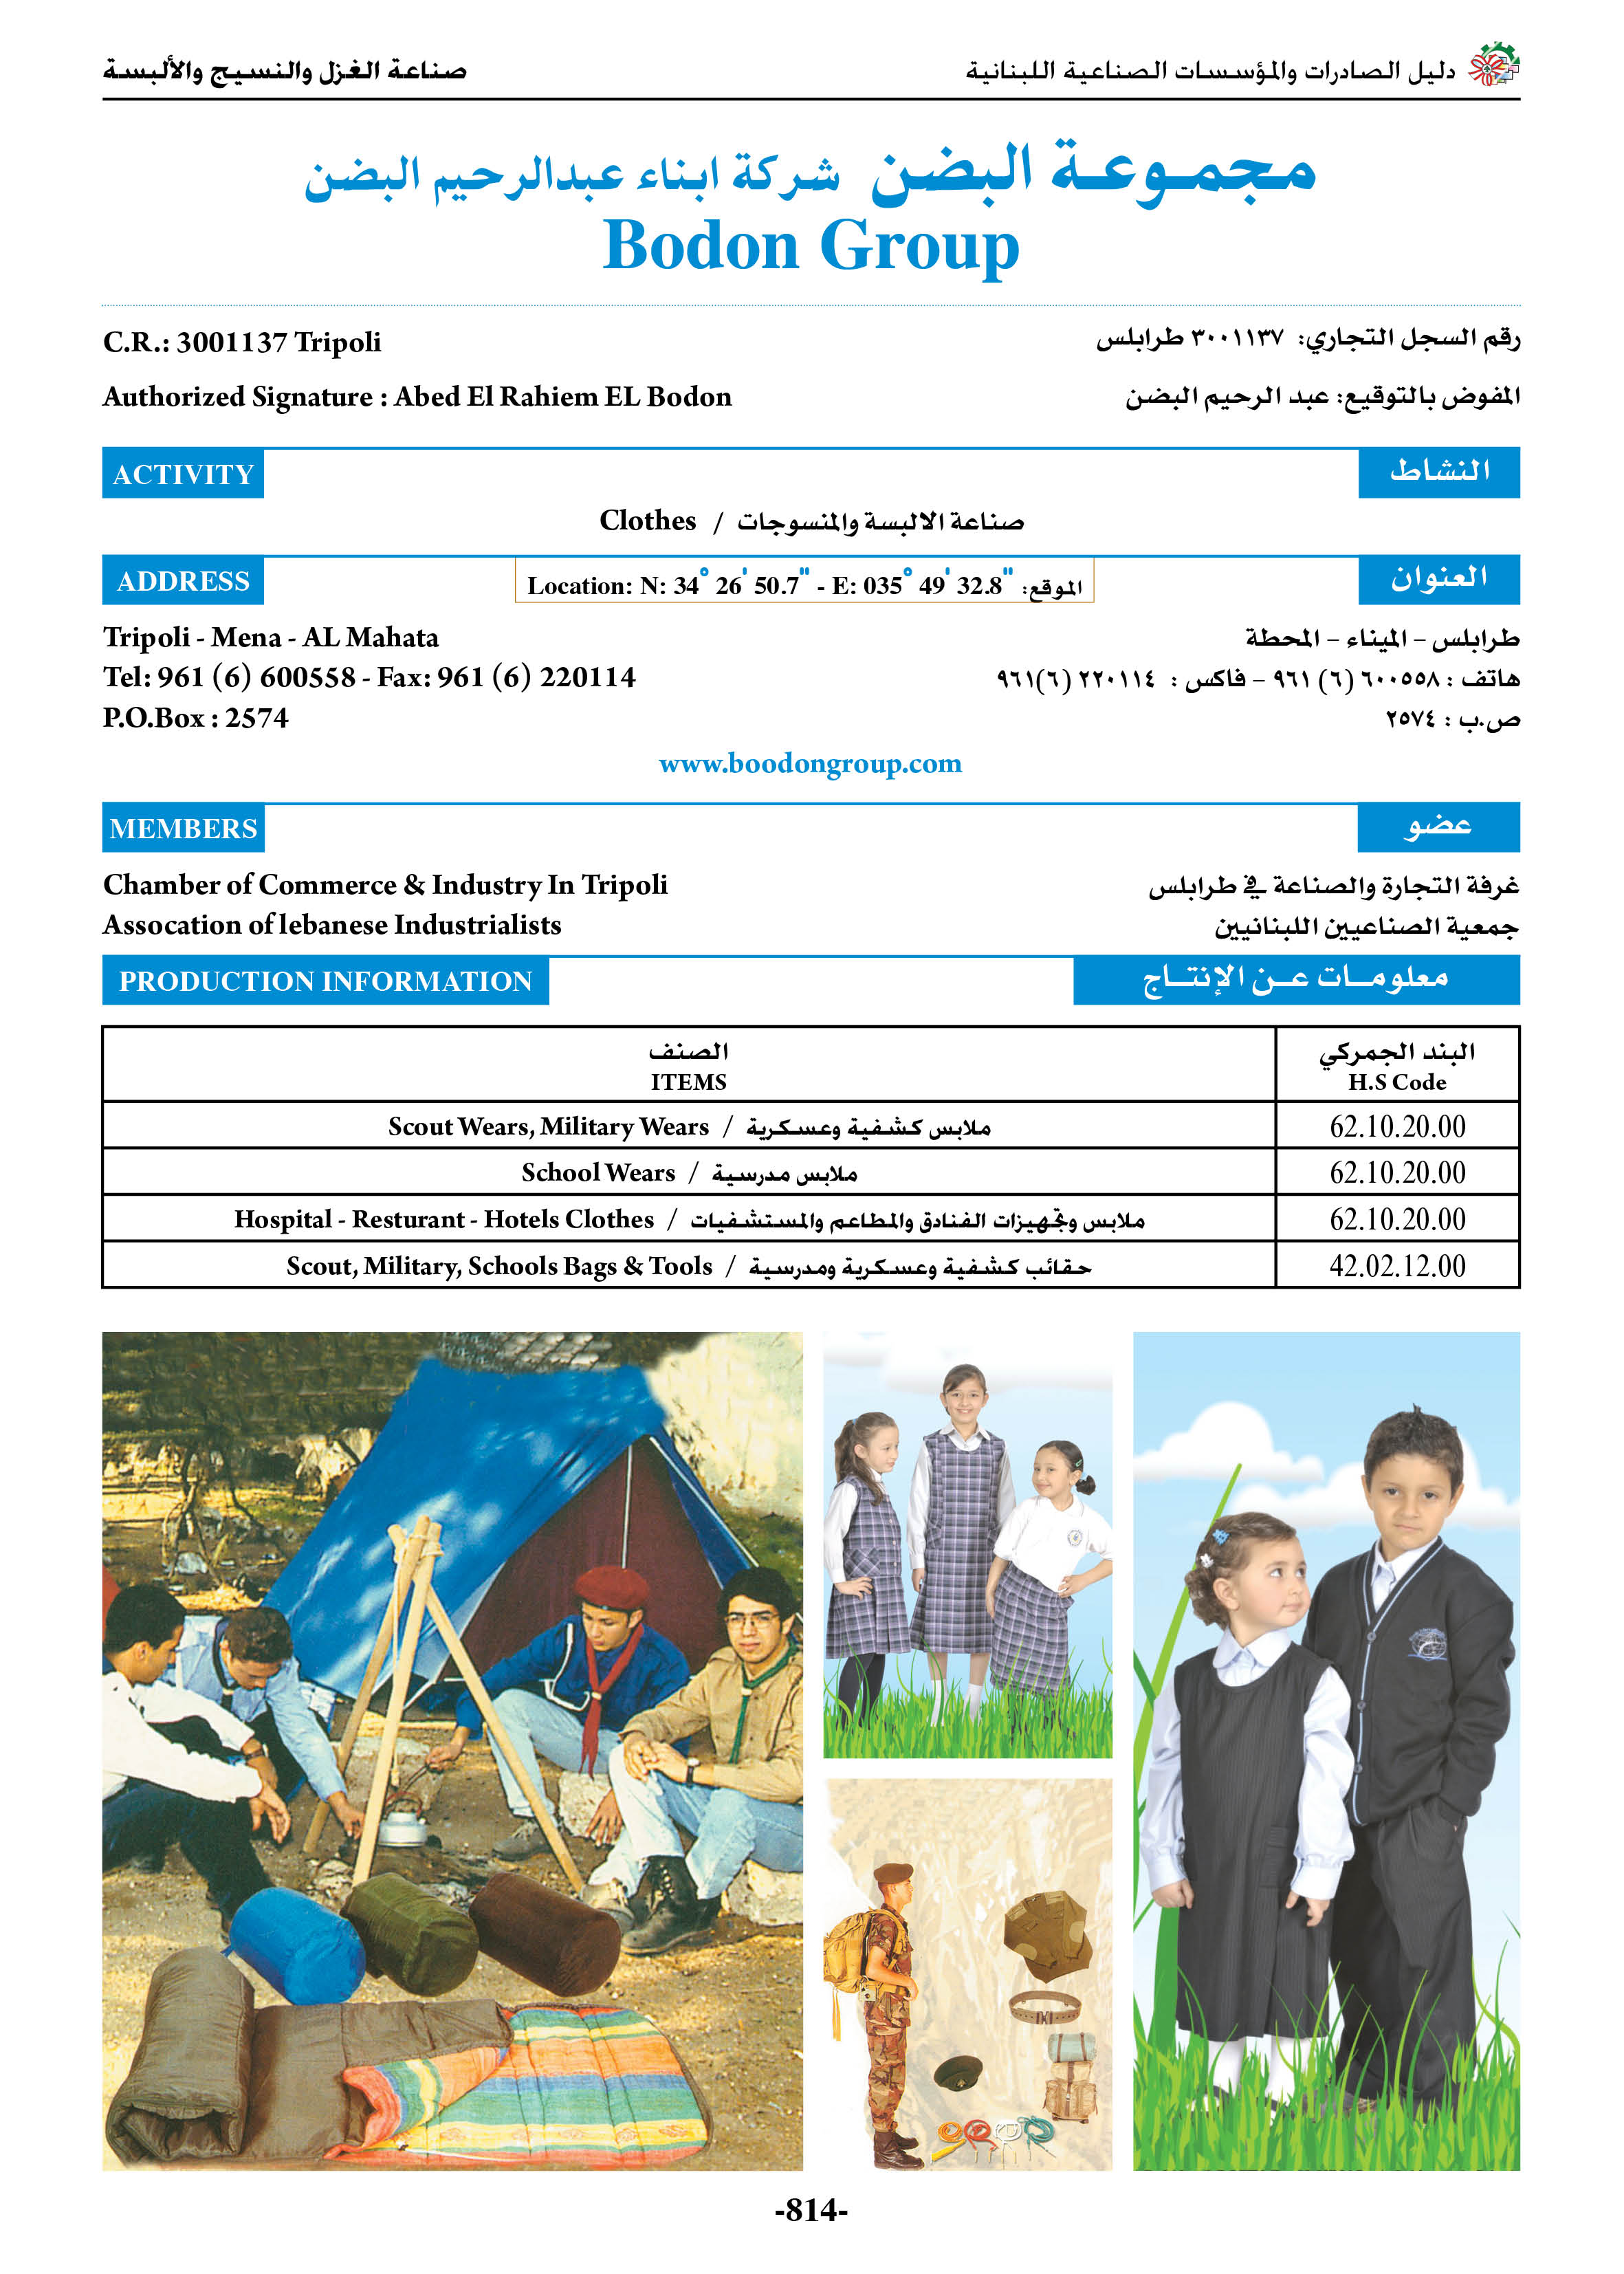 دليل الصادرات والمؤسسات الصناعية اللبنانية
صناعة الغزل والنسيج والألبسة
مجموعة البضن شركة ابناء عبدالرحيم البضن
Bodon Group
C.R.: 3001137 Tripoli
رقم السجل التجاري: ٣٠٠١١٣٧ طرابلس
Authorized Signature : Abed El Rahiem EL Bodon
المفوض بالتوقيع: عبد الرحيم البضن
ACTIVITY
النشاط
Clothes / صناعة الالبسة والمنسوجات
ADDRESS
Location: N: 34° 26' 50.7" - E: 035° 49' 32.8" الموقع:
العنوان
Tripoli - Mena - AL Mahata
طرابلس – الميناء – المحطة
Tel: 961 (6) 600558 - Fax: 961 (6) 220114
هاتف : ٦٠٠٥٥٨ (٦) ٩٦١ – فاكس : ٢٢٠١١٤ (٦)٩٦١
P.O.Box : 2574
ص.ب : ٢٥٧٤
www.boodongroup.com
MEMBERS
عضو
Chamber of Commerce & Industry In Tripoli
غرفة التجارة والصناعة في طرابلس
Assocation of lebanese Industrialists
جمعية الصناعيين اللبنانيين
PRODUCTION INFORMATION
معلومات عن الإنتاج
الصنف
ITEMS
البند الجمركي
H.S Code
Scout Wears, Military Wears / ملابس كشفية وعسكرية
62.10.20.00
School Wears / ملابس مدرسية
62.10.20.00
Hospital - Resturant - Hotels Clothes / ملابس وتجهيزات الفنادق والمطاعم والمستشفيات
62.10.20.00
Scout, Military, Schools Bags & Tools / حقائب كشفية وعسكرية ومدرسية
42.02.12.00
-814-